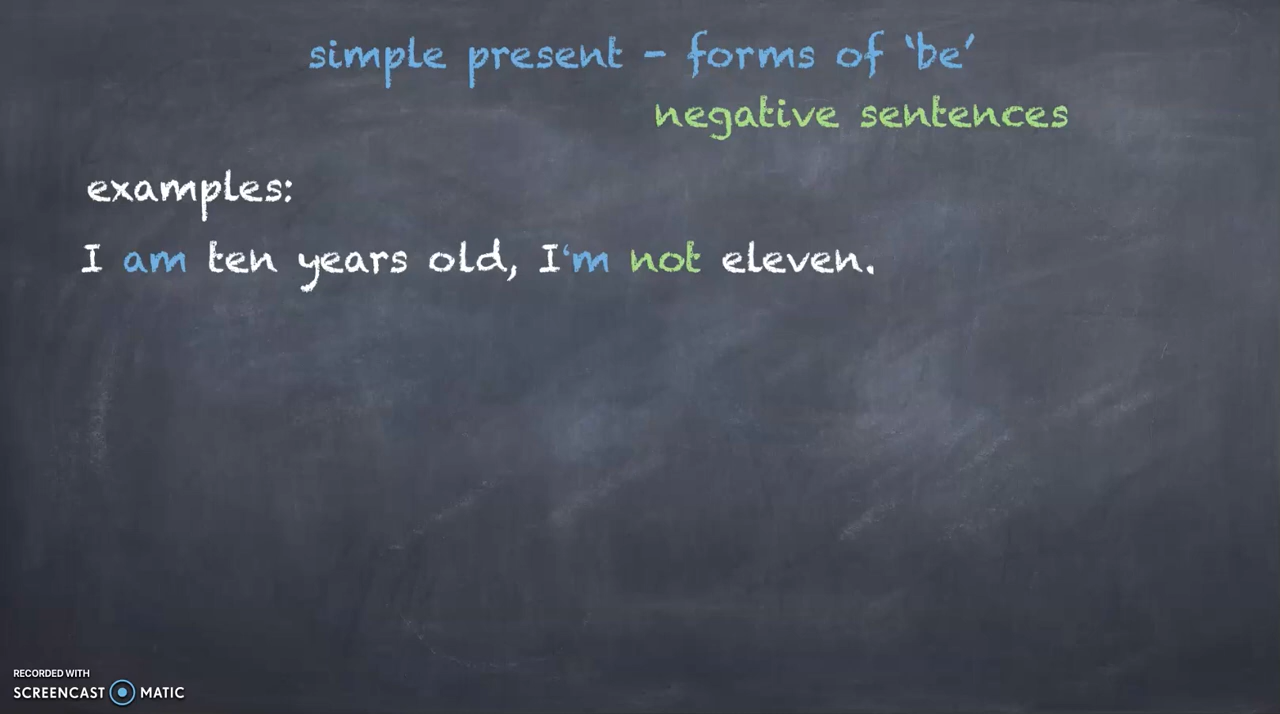 simple present - forms of ‘be’
negative sentences
examples:
I am ten years old, I‘m not eleven.
RECORDED WITH
SCREENCAST MATIC